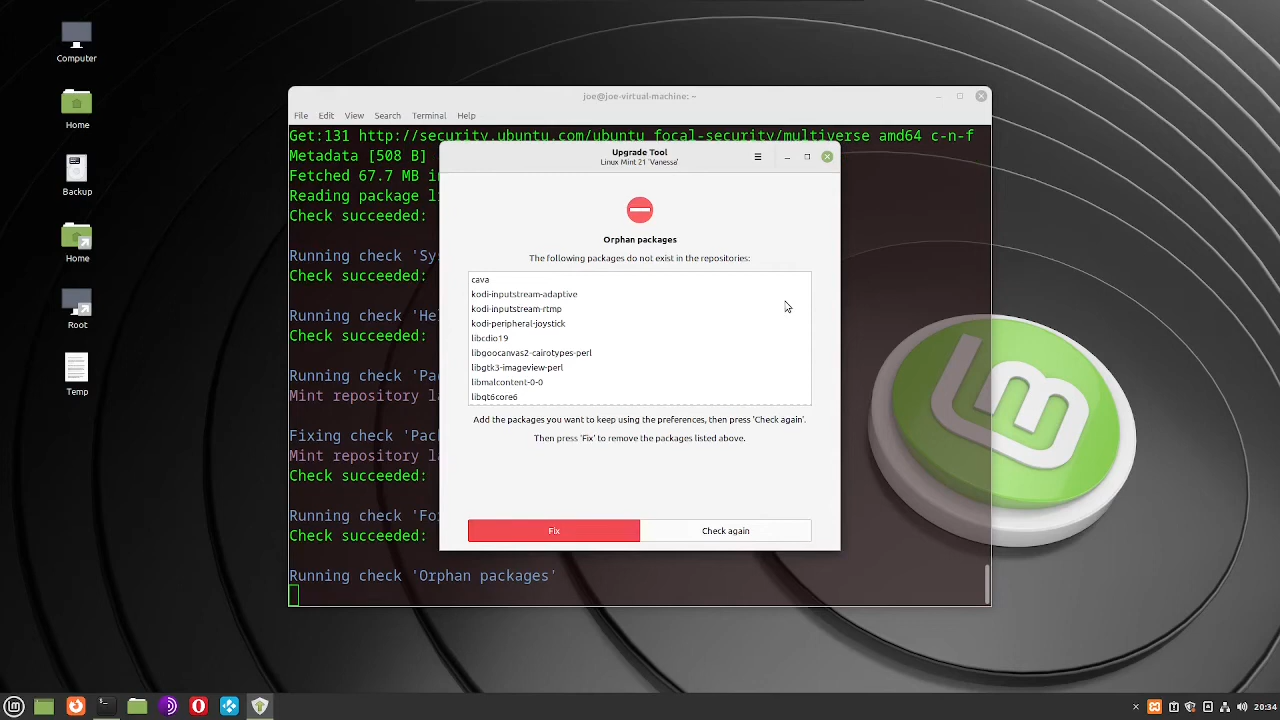 Computer
Home
Backup
Home
Root
Temp
joe@joe-virtual-machine: ~
File Edit View Search Terminal Help
Get:131 http://security.ubuntu.com/ubuntu focal-security/multiverse amd64 c-n-f
Metadata [508 B]
Fetched 67.7 MB
Reading package
Check succeeded:
Running check
Check succeeded:
Running check
Check succeeded:
Running check
Mint repository
Fixing check
Mint repository
Check succeeded:
Running check
Check succeeded:
Running check 'Orphan packages'
Upgrade Tool
Linux Mint 21 'Vanessa'
Orphan packages
The following packages do not exist in the repositories:
cava
kodi-inputstream-adaptive
kodi-inputstream-rtmp
kodi-peripheral-joystick
libcdio19
libgoocanvas2-cairotypes-perl
libgtk3-imageview-perl
libmalcontent-0-0
libqt6core6
Add the packages you want to keep using the preferences, then press 'Check again'.
Then press 'Fix' to remove the packages listed above.
Fix Check again
20:34